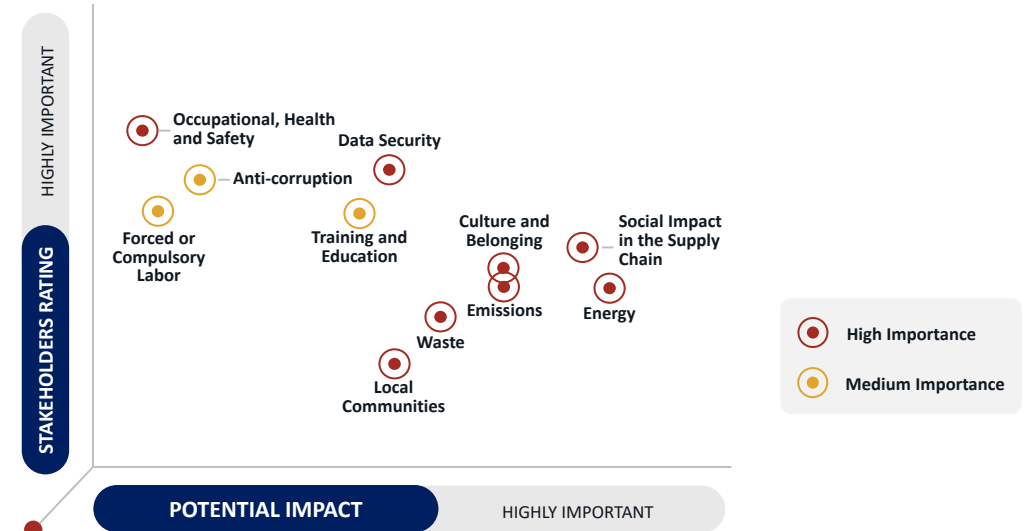 HIGHLY IMPORTANT
STAKEHOLDERS RATING
Occupational, Health
and Safety
Data Security
Anti-corruption
Forced or
Compulsory
Labor
Training and
Education
Culture and
Belonging
Social Impact
in the Supply
Chain
Emissions
Energy
Waste
Local
Communities
High Importance
Medium Importance
POTENTIAL IMPACT
HIGHLY IMPORTANT